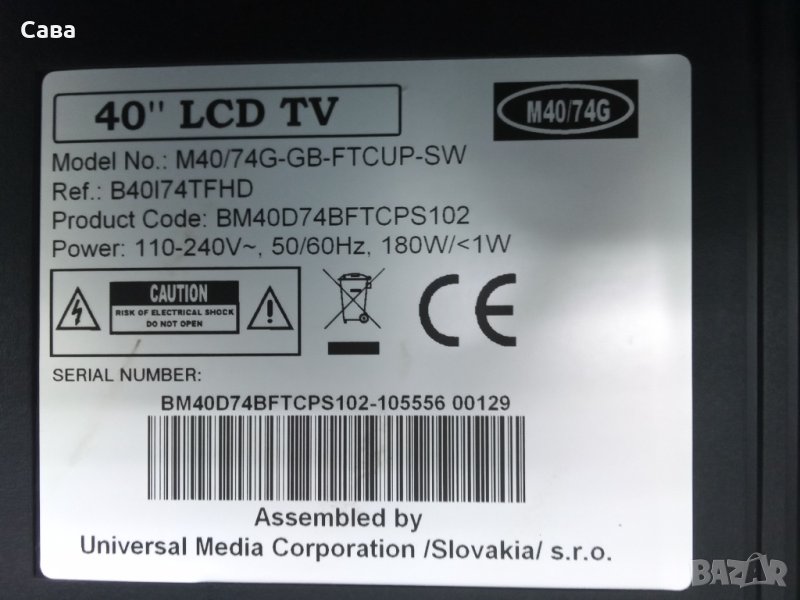 Сава
40" LCD TV
M40/74G
Model No.: M40/74G-GB-FTCUP-SW
Ref.: B40I74TFHD
Product Code: BM40D74BFTCPS102
Power: 110-240V~, 50/60Hz, 180W/<1W
CAUTION
RISK OF ELECTRICAL SHOCK
DO NOT OPEN
CE
SERIAL NUMBER:
BM40D74BFTCPS102-105556 00129
Assembled by
Universal Media Corporation /Slovakia/ s.r.o.
BAZAR